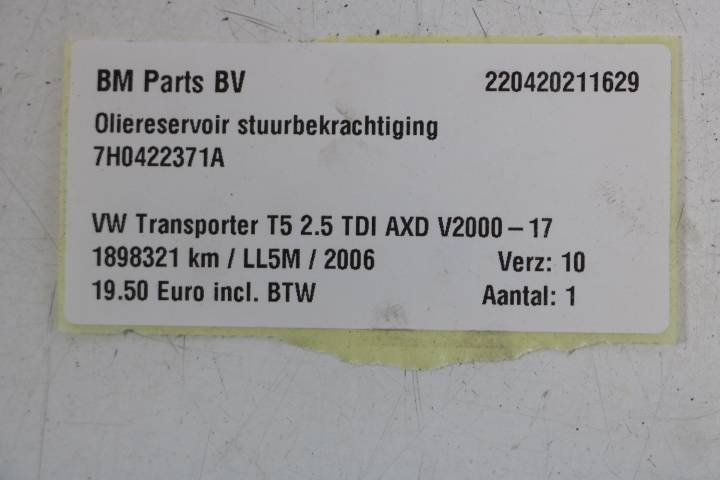 BM Parts BV 220420211629
Oliereservoir stuurbekrachtiging
7H0422371A
VW Transporter T5 2.5 TDI AXD V2000-17
1898321 km / LL5M / 2006 Verz: 10
19.50 Euro incl. BTW Aantal: 1